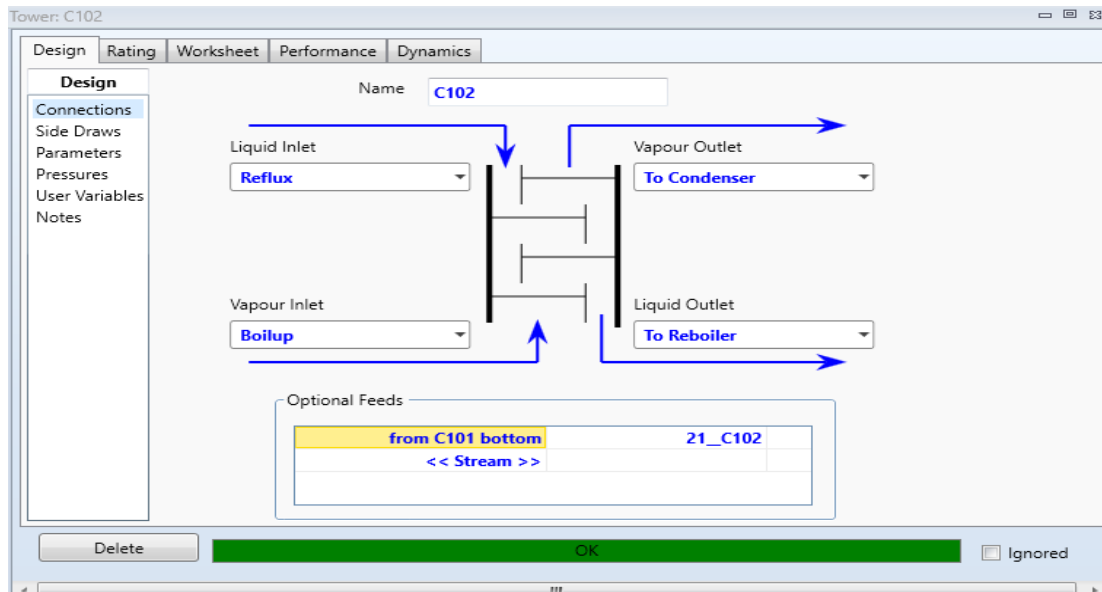 Tower: C102
Design Rating Worksheet Performance Dynamics
Design
Connections
Side Draws
Parameters
Pressures
User Variables
Notes
Name C102
Liquid Inlet
Reflux
Vapour Outlet
To Condenser
Vapour Inlet
Boilup
Liquid Outlet
To Reboiler
Optional Feeds
from C101 bottom 21__C102
<< Stream >>
Delete OK Ignored